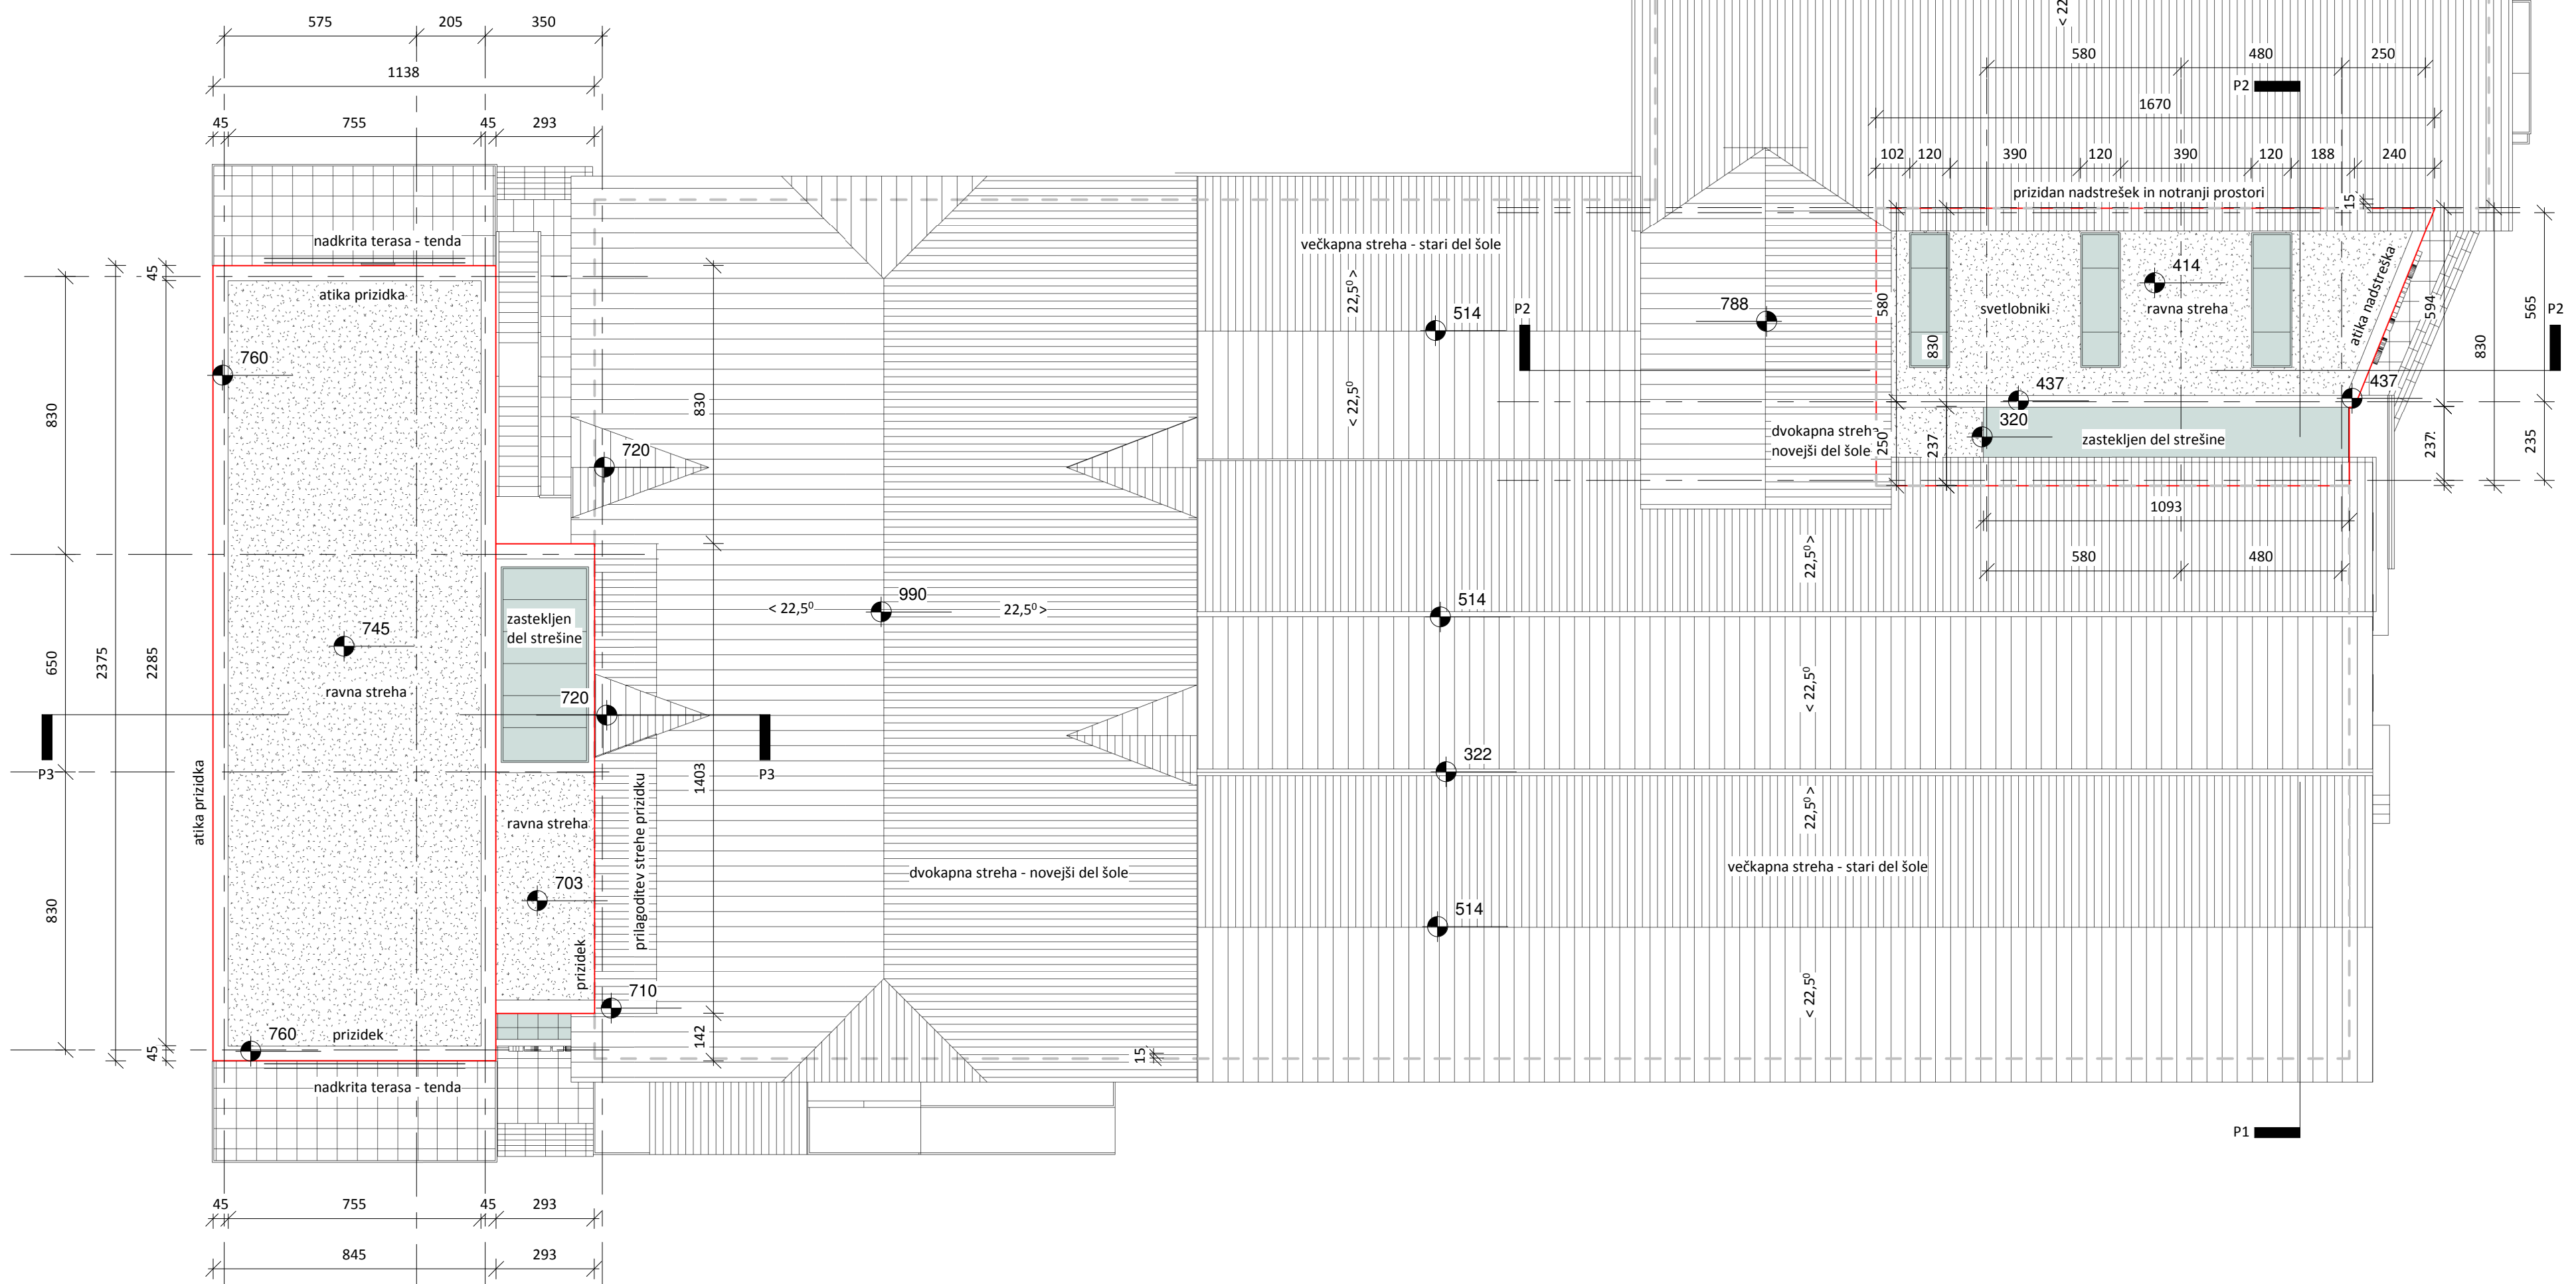 575
205
350
1138
45
755
45
293
< 22
580
480
250
P2
1670
102
120
390
120
390
120
188
240
prizidan nadstrešek in notranji prostori
15
nadkrita terasa - tenda
45
atika prizidka
760
830
830
720
večkapna streha - stari del šole
22,5⁰ >
514
< 22,5⁰
P2
788
580
830
svetlobniki
414
ravna streha
atika nadstreška
594
565
830
P2
437
437
320
dvokapna streha
novejši del šole
250
237
zastekljen del strešine
237
235
1093
580
480
990
< 22,5⁰
22,5⁰ >
514
22,5⁰ >
zastekljen
del strešine
745
650
2375
2285
ravna streha
720
< 22,5⁰
P3
P3
322
1403
atika prizidka
ravna streha
prilagoditev strehe prizidku
22,5⁰ >
dvokapna streha - novejši del šole
večkapna streha - stari del šole
703
830
514
prizidek
710
< 22,5⁰
760
prizidek
142
45
15
nadkrita terasa - tenda
P1
45
755
45
293
845
293